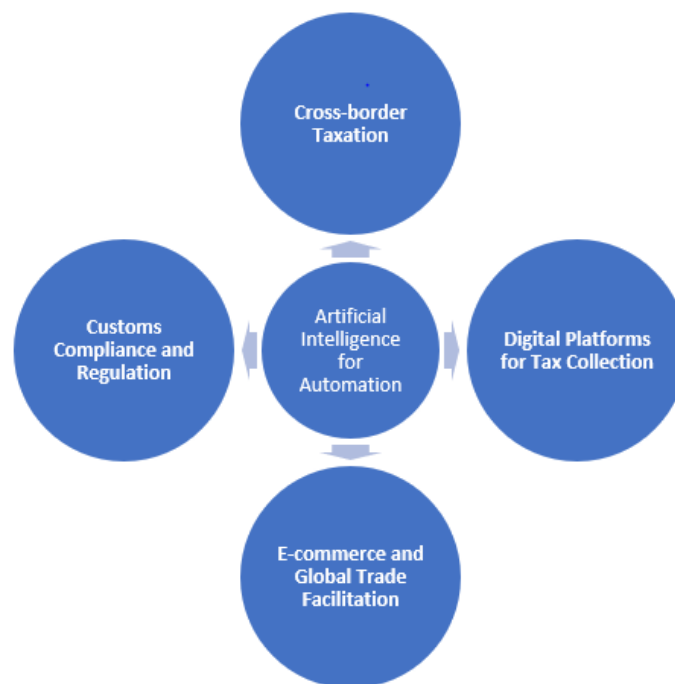 Cross-border
Taxation
Customs
Compliance and
Regulation
Artificial
Intelligence
for
Automation
Digital Platforms
for Tax Collection
E-commerce and
Global Trade
Facilitation